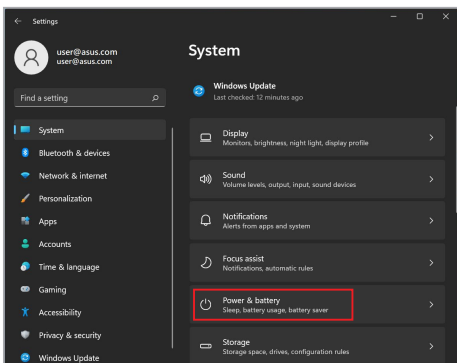 Settings
user@asus.com
user@asus.com
Find a setting
System
Bluetooth & devices
Network & internet
Personalization
Apps
Accounts
Time & language
Gaming
Accessibility
Privacy & security
Windows Update
System
Windows Update
Last checked: 12 minutes ago
Display
Monitors, brightness, night light, display profile
Sound
Volume levels, output, input, sound devices
Notifications
Alerts from apps and system
Focus assist
Notifications, automatic rules
Power & battery
Sleep, battery usage, battery saver
Storage
Storage space, drives, configuration rules